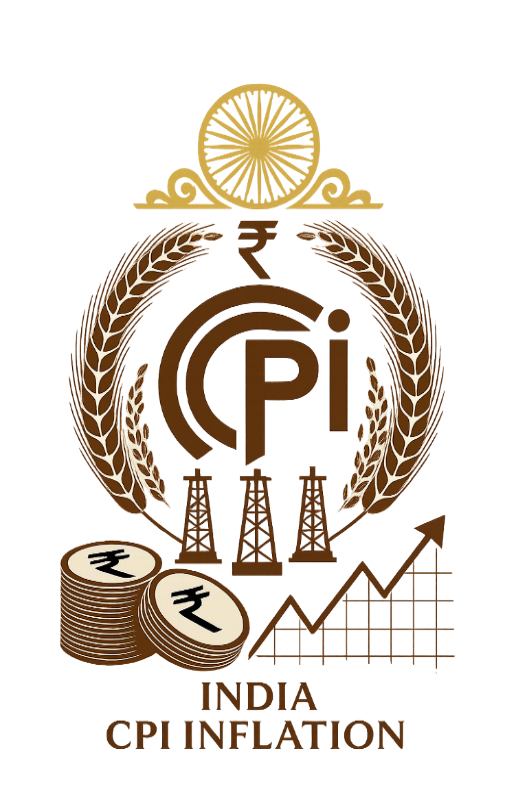 ₹
CPi
₹
₹
INDIA
CPI INFLATION